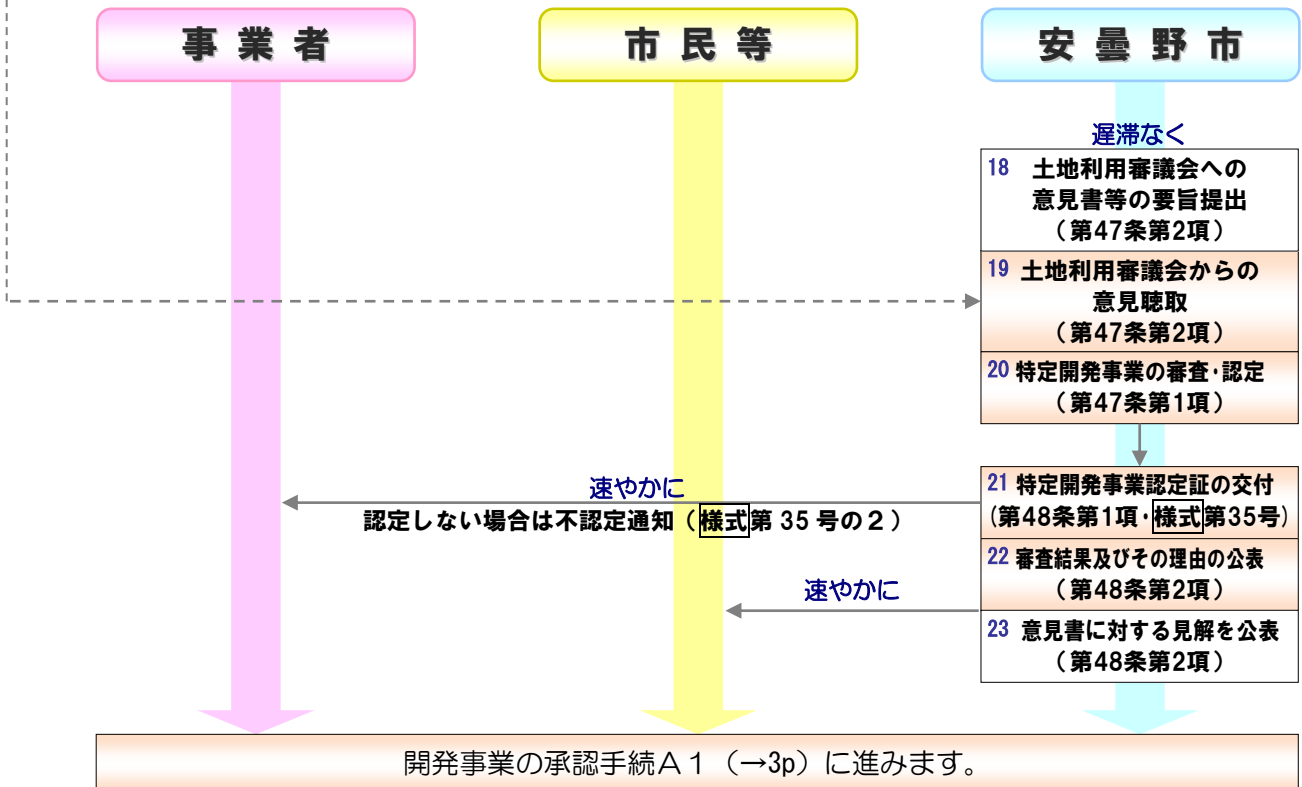 事業者
市民等
安曇野市
遅滞なく
18 土地利用審議会への
意見書等の要旨提出
（第47条第2項）
19 土地利用審議会からの
意見聴取
（第47条第2項）
20 特定開発事業の審査・認定
（第47条第1項）
速やかに
認定しない場合は不認定通知（様式第35号の２）
21 特定開発事業認定証の交付
(第48条第1項・様式第35号)
22 審査結果及びその理由の公表
（第48条第2項）
速やかに
23 意見書に対する見解を公表
（第48条第2項）
開発事業の承認手続Ａ１（→3p）に進みます。